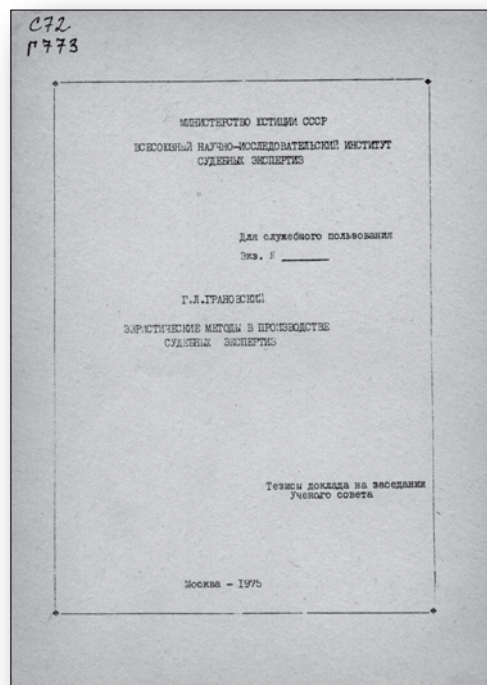 С72
Г773
МИНИСТЕРСТВО ЮСТИЦИИ СССР
ВСЕСОЮЗНЫЙ НАУЧНО-ИССЛЕДОВАТЕЛЬСКИЙ ИНСТИТУТ
СУДЕБНЫХ ЭКСПЕРТИЗ
Для служебного пользования
Экз. № ______
Г.Л.ГРАНОВСКИЙ
ЭВРИСТИЧЕСКИЕ МЕТОДЫ В ПРОИЗВОДСТВЕ
СУДЕБНЫХ ЭКСПЕРТИЗ
Тезисы доклада на заседании
Ученого совета
Москва - 1975